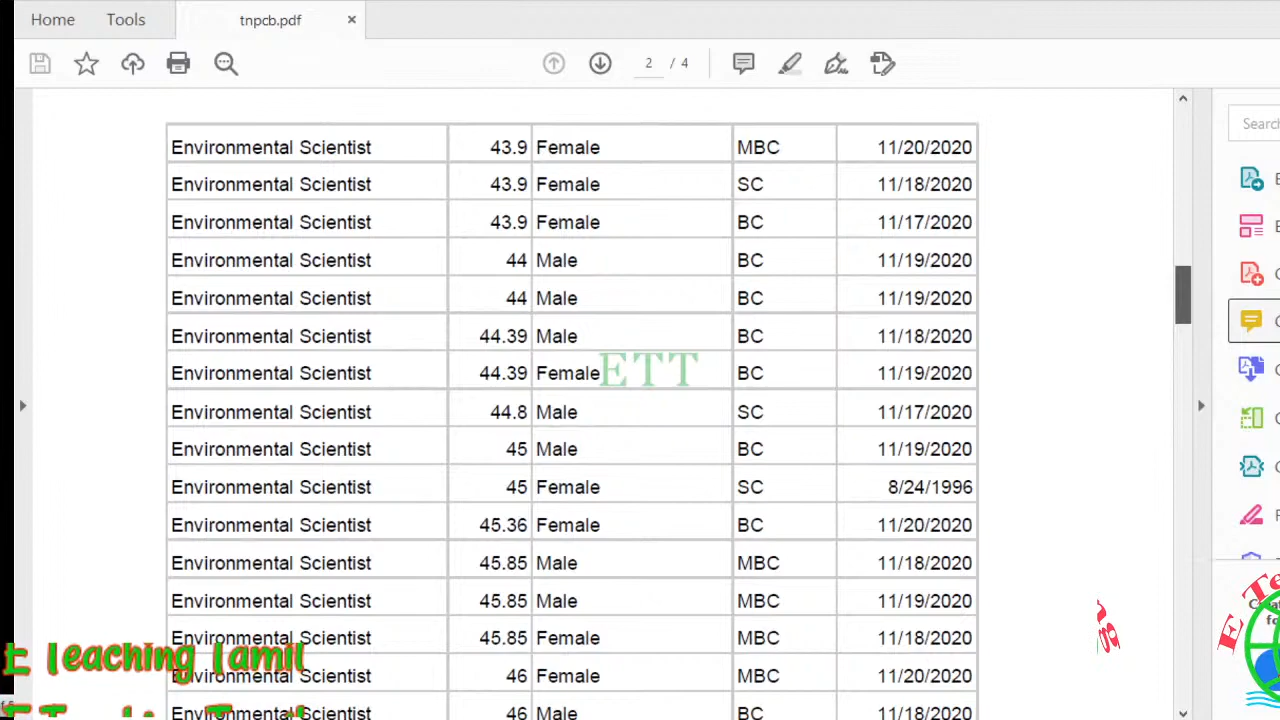 Home Tools tnpcb.pdf ×
2 / 4
Search
Environmental Scientist 43.9 Female MBC 11/20/2020
Environmental Scientist 43.9 Female SC 11/18/2020
Environmental Scientist 43.9 Female BC 11/17/2020
Environmental Scientist 44 Male BC 11/19/2020
Environmental Scientist 44 Male BC 11/19/2020
Environmental Scientist 44.39 Male BC 11/18/2020
Environmental Scientist 44.39 Female BC 11/19/2020
ETT
Environmental Scientist 44.8 Male SC 11/17/2020
Environmental Scientist 45 Male BC 11/19/2020
Environmental Scientist 45 Female SC 8/24/1996
Environmental Scientist 45.36 Female BC 11/20/2020
Environmental Scientist 45.85 Male MBC 11/18/2020
Environmental Scientist 45.85 Male MBC 11/19/2020
Environmental Scientist 45.85 Female MBC 11/18/2020
E Teaching Tamil
Environmental Scientist 46 Female MBC 11/20/2020
Environmental Scientist 46 Male BC 11/18/2020